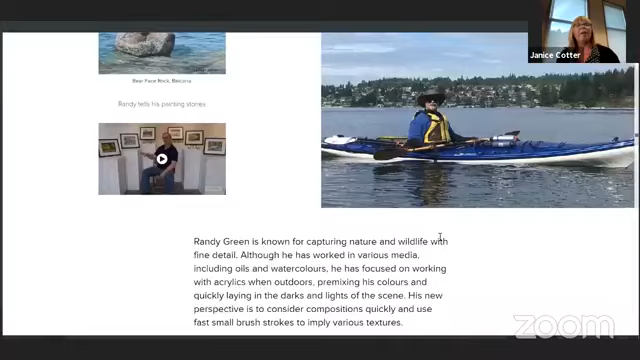 Janice Cotter
Bear Face Rock, Belcarra
Randy tells his painting stories
Randy Green is known for capturing nature and wildlife with
fine detail. Although he has worked in various media,
including oils and watercolours, he has focused on working
with acrylics when outdoors, premixing his colours and
quickly laying in the darks and lights of the scene. His new
perspective is to consider compositions quickly and use
fast small brush strokes to imply various textures.
zoom